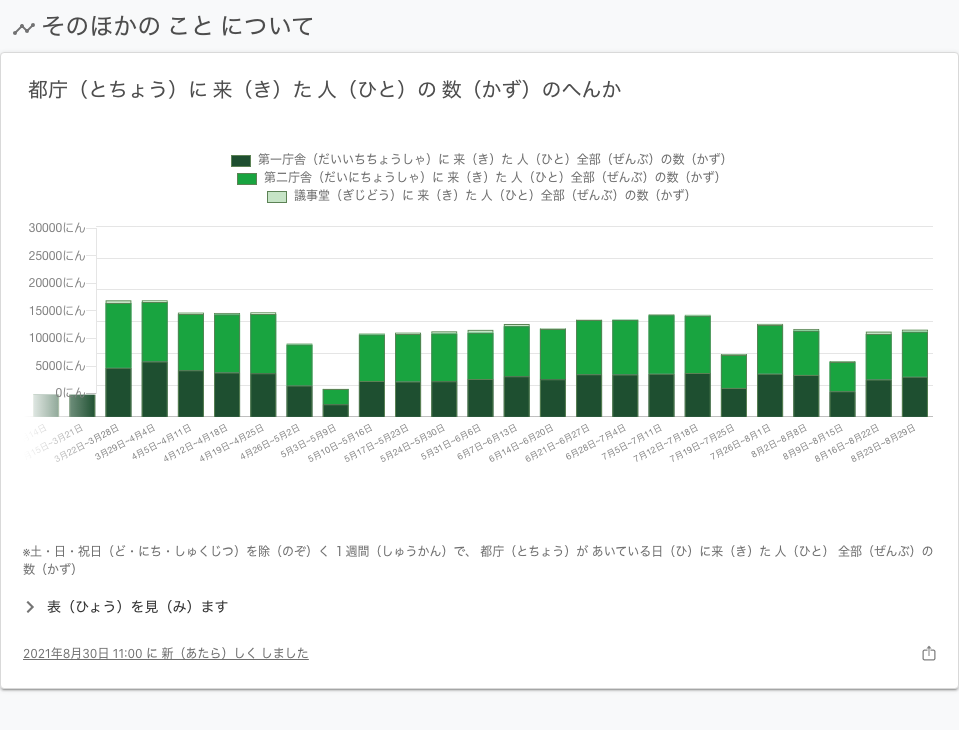 そのほかの こと について
都庁（とちょう）に 来（き）た 人（ひと）の 数（かず）のへんか
第一庁舎（だいいちちょうしゃ）に 来（き）た 人（ひと）全部（ぜんぶ）の数（かず）
第二庁舎（だいにちょうしゃ）に 来（き）た 人（ひと）全部（ぜんぶ）の数（かず）
議事堂（ぎじどう）に 来（き）た 人（ひと）全部（ぜんぶ）の数（かず）
30000にん
25000にん
20000にん
15000にん
10000にん
5000にん
0にん
3月22日~3月28日
3月29日~4月4日
4月5日~4月11日
4月12日~4月18日
4月19日~4月25日
4月26日~5月2日
5月3日~5月9日
5月10日~5月16日
5月17日~5月23日
5月24日~5月30日
5月31日~6月6日
6月7日~6月13日
6月14日~6月20日
6月21日~6月27日
6月28日~7月4日
7月5日~7月11日
7月12日~7月18日
7月19日~7月25日
7月26日~8月1日
8月2日~8月8日
8月9日~8月15日
8月16日~8月22日
8月23日~8月29日
※土・日・祝日（ど・にち・しゅくじつ）を除（のぞ）く １週間（しゅうかん）で、 都庁（とちょう）が あいている日（ひ）に来（き）た 人（ひと） 全部（ぜんぶ）の
数（かず）
表（ひょう）を見（み）ます
2021年8月30日 11:00 に 新（あたら）しく しました